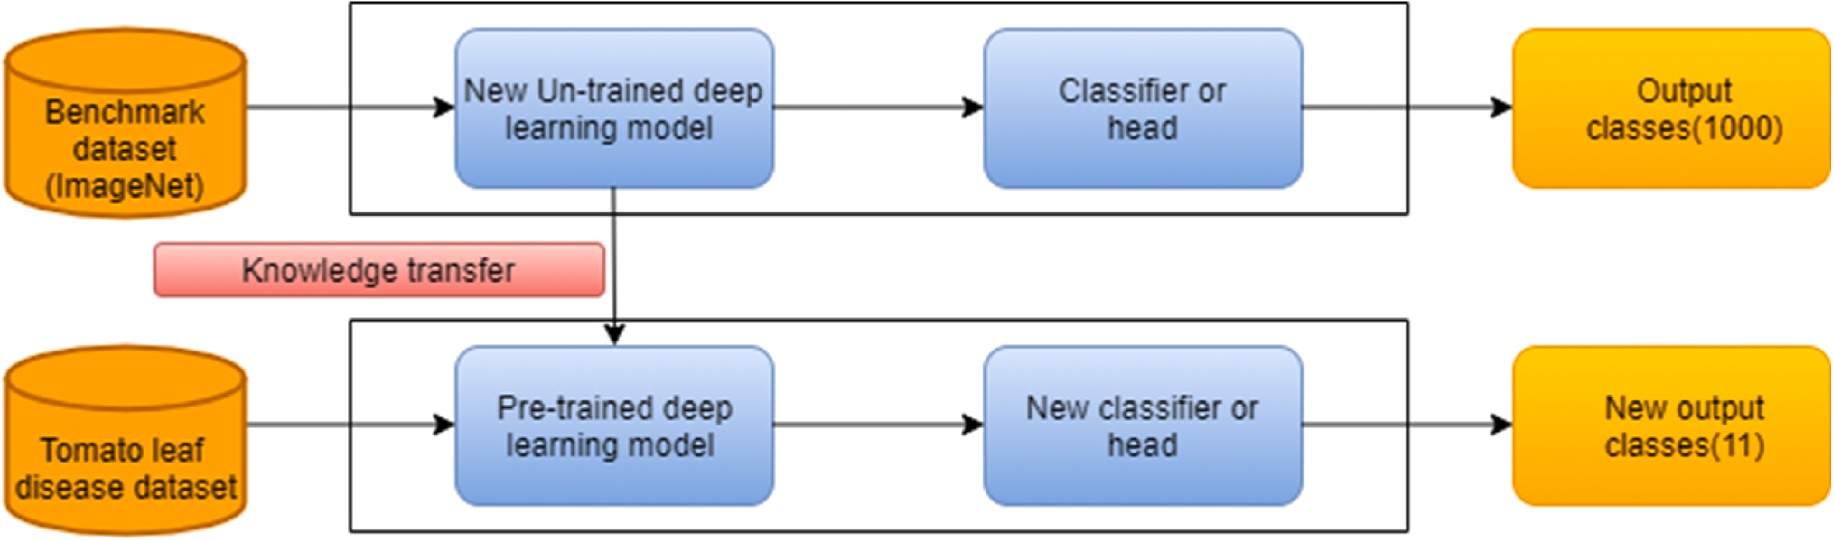 Benchmark
dataset
(ImageNet)
New Un-trained deep
learning model
Classifier or
head
Output
classes(1000)
Knowledge transfer
Tomato leaf
disease dataset
Pre-trained deep
learning model
New classifier or
head
New output
classes(11)